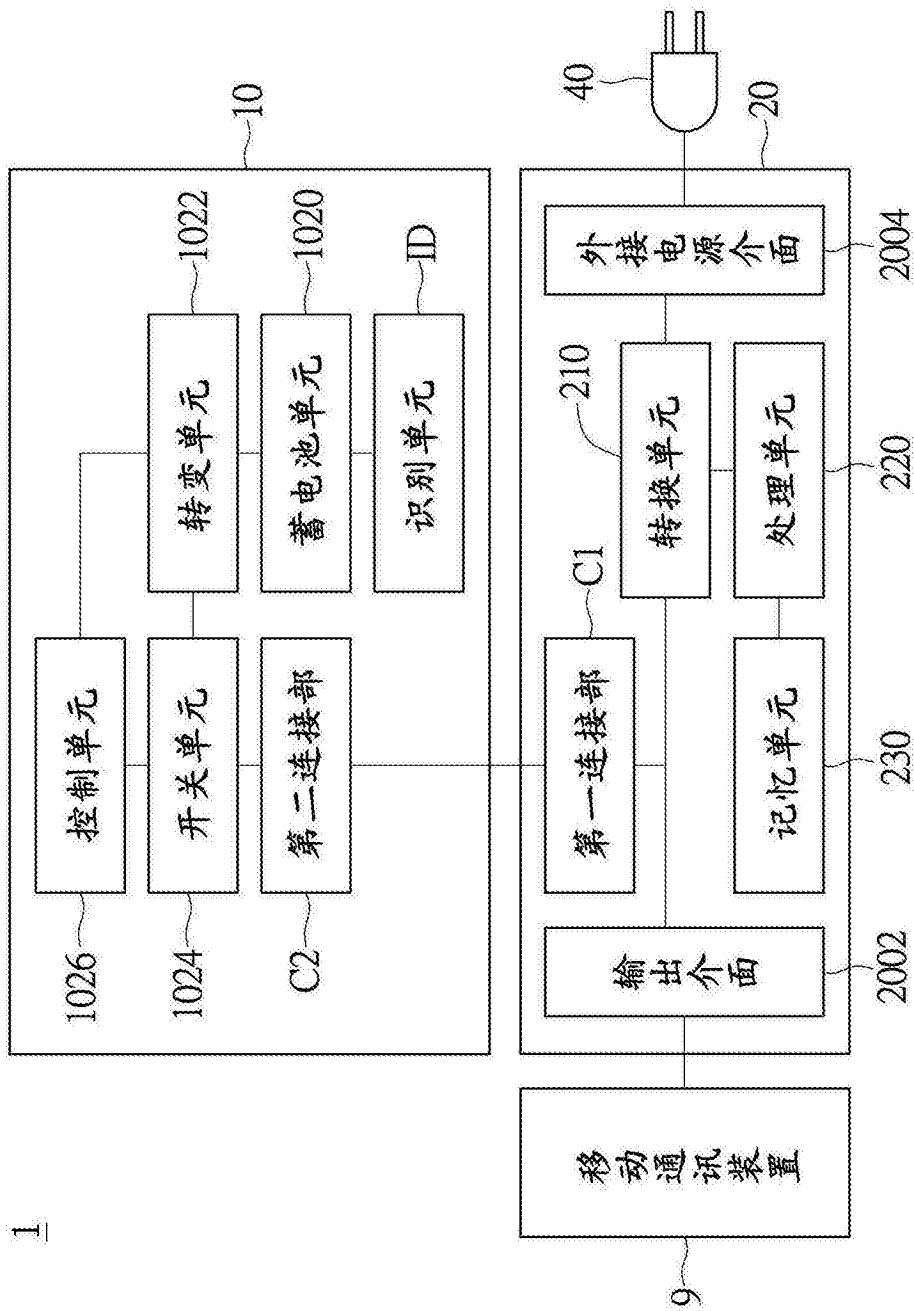 1
10
1026
控制单元
1024
开关单元
转变单元
1022
C2
第二连接部
蓄电池单元
1020
识别单元
ID
9
移动通讯装置
输出介面
2002
第一连接部
C1
转换单元
210
外接电源介面
2004
40
20
记忆单元
230
处理单元
220